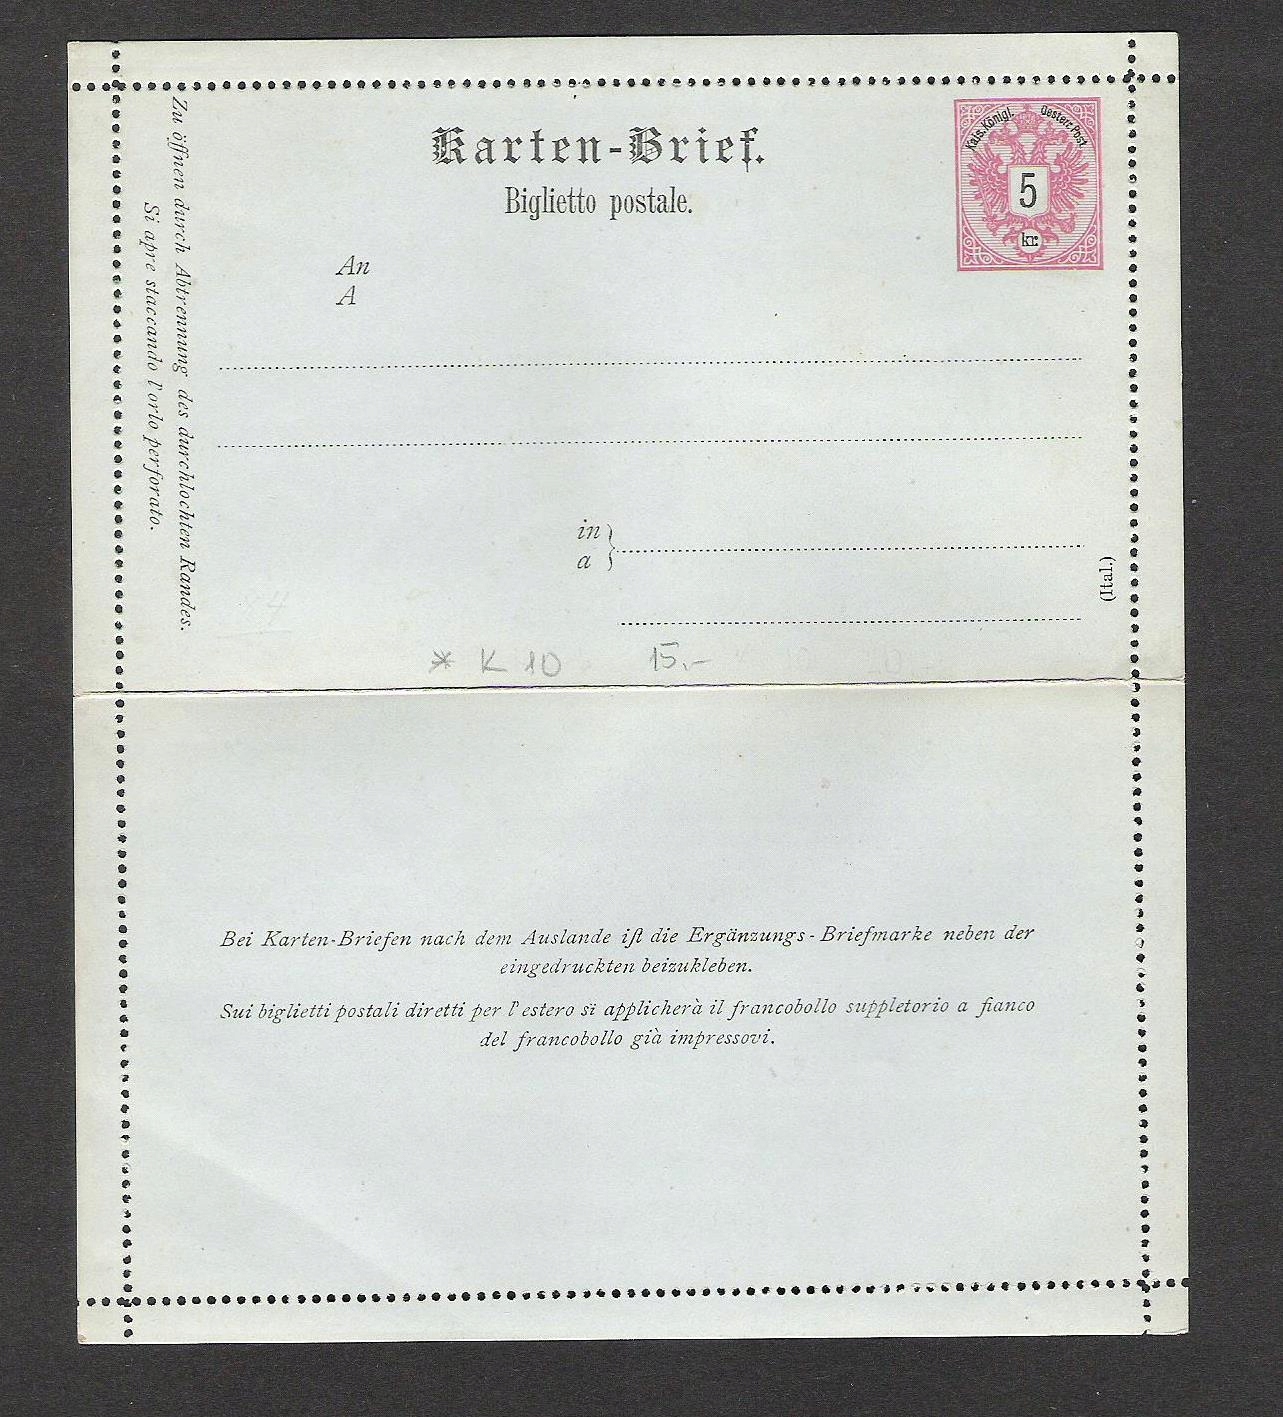 Karten-Brief.
Biglietto postale.
Kais. Königl. Oesterr. Post.
5
kr.
An
A
in
a
(Ital.)
Zu öffnen durch Abtrennung des durchlochten Randes.
Si apre staccando l'orlo perforato.
* K 10 15,-
Bei Karten-Briefen nach dem Auslande iſt die Ergänzungs-Briefmarke neben der
eingedruckten beizukleben.
Sui biglietti postali diretti per l'estero si applicherà il francobollo suppletorio a fianco
del francobollo già impressovi.